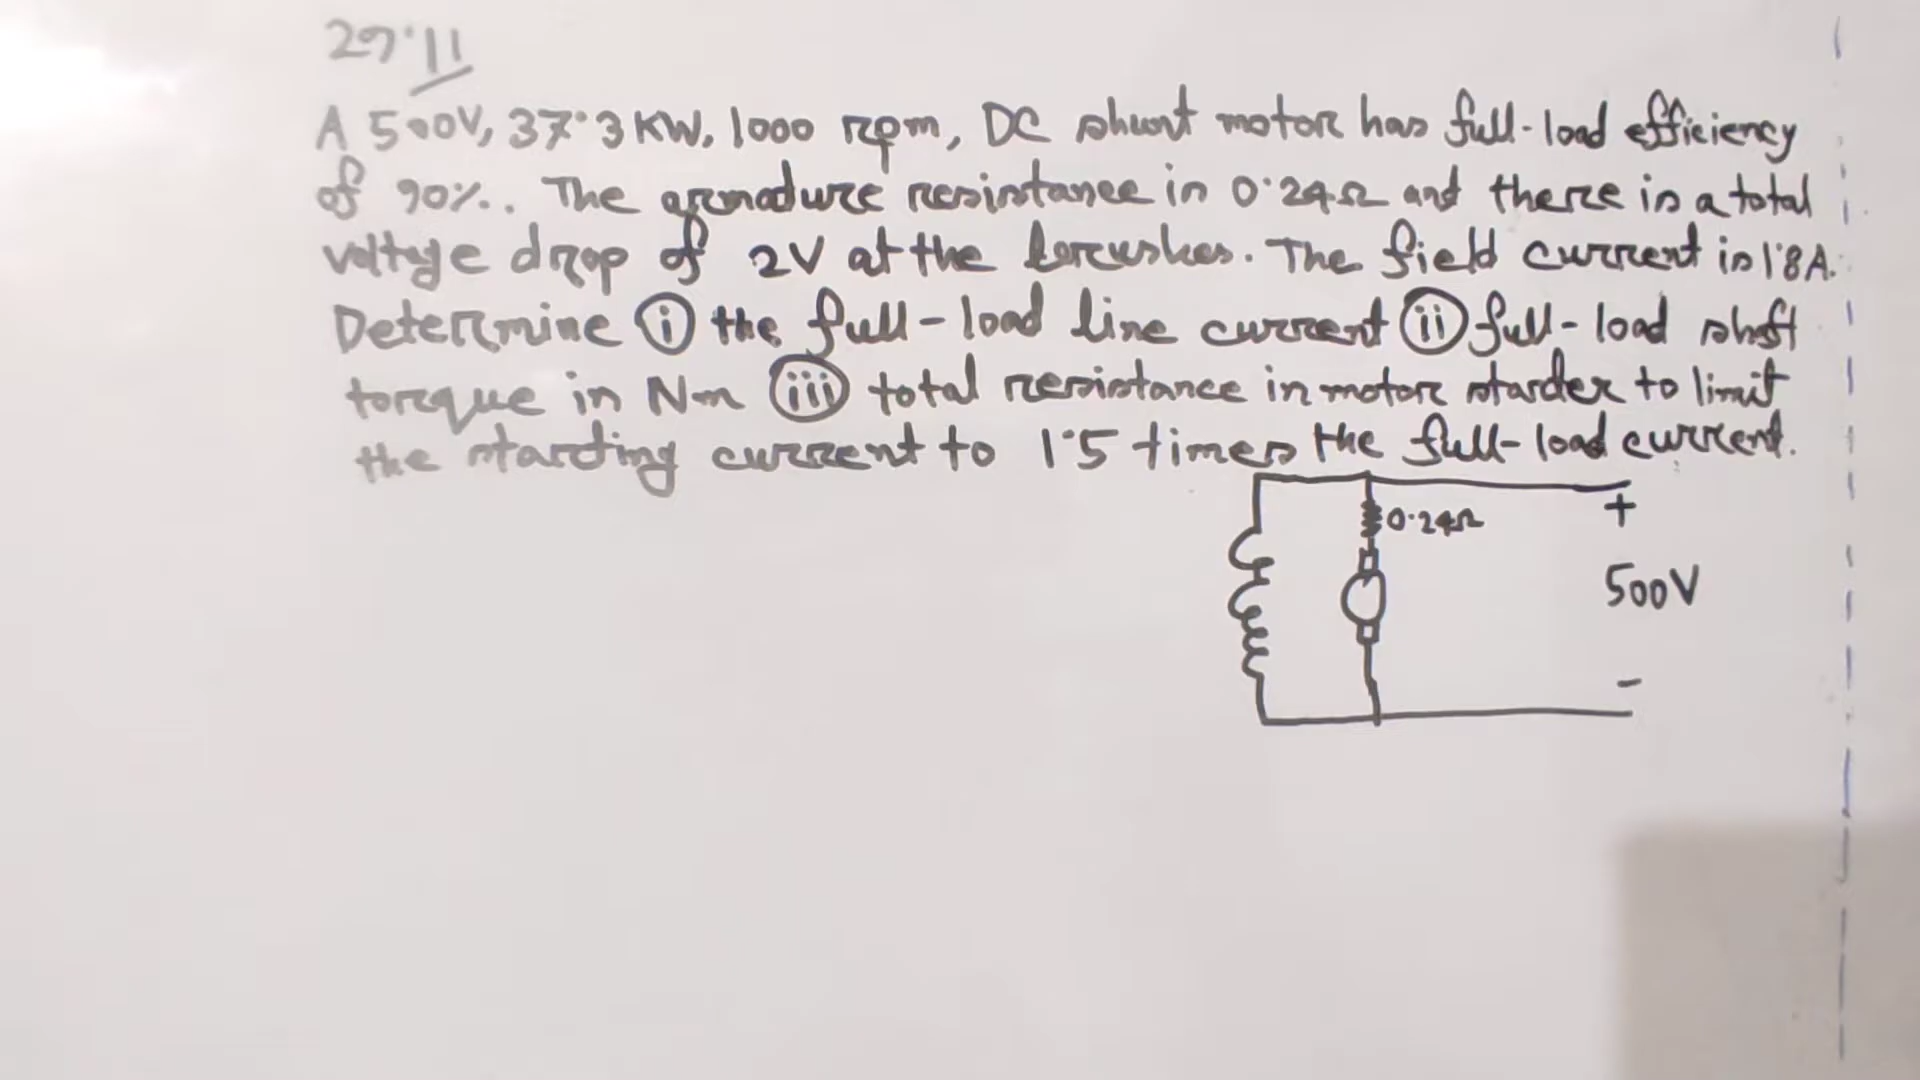 29.11
A 500V, 37.3 KW, 1000 rpm, DC shunt motor has full-load efficiency
of 90%. The armature resistance is 0.24Ω and there is a total
voltage drop of 2V at the brushes. The field current is 1.8A.
Determine (i) the full-load line current (ii) full-load shaft
torque in Nm (iii) total resistance in motor starter to limit
the starting current to 1.5 times the full-load current.
0.24Ω
+
500V
-